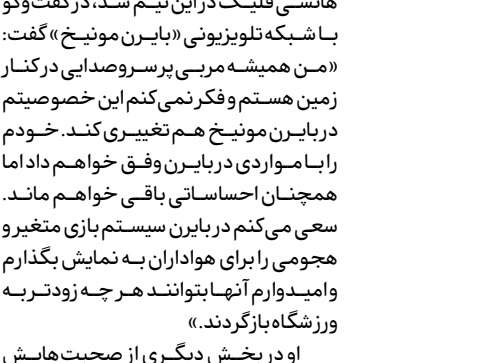 هانسی فلیک در این تیم شد، در گفت‌وگو
با شبکه تلویزیونی «بایرن مونیخ» گفت:
«من همیشه مربی پرسروصدایی در کنار
زمین هستم و فکر نمی‌کنم این خصوصیتم
در بایرن مونیخ هم تغییری کند. خودم
را با مواردی در بایرن وفق خواهم داد اما
همچنان احساساتی باقی خواهم ماند.
سعی می‌کنم در بایرن سیستم بازی متغیر و
هجومی را برای هواداران به نمایش بگذارم
و امیدوارم آنها بتوانند هر چه زودتر به
ورزشگاه بازگردند.»
او در بخش دیگری از صحبت‌هایش